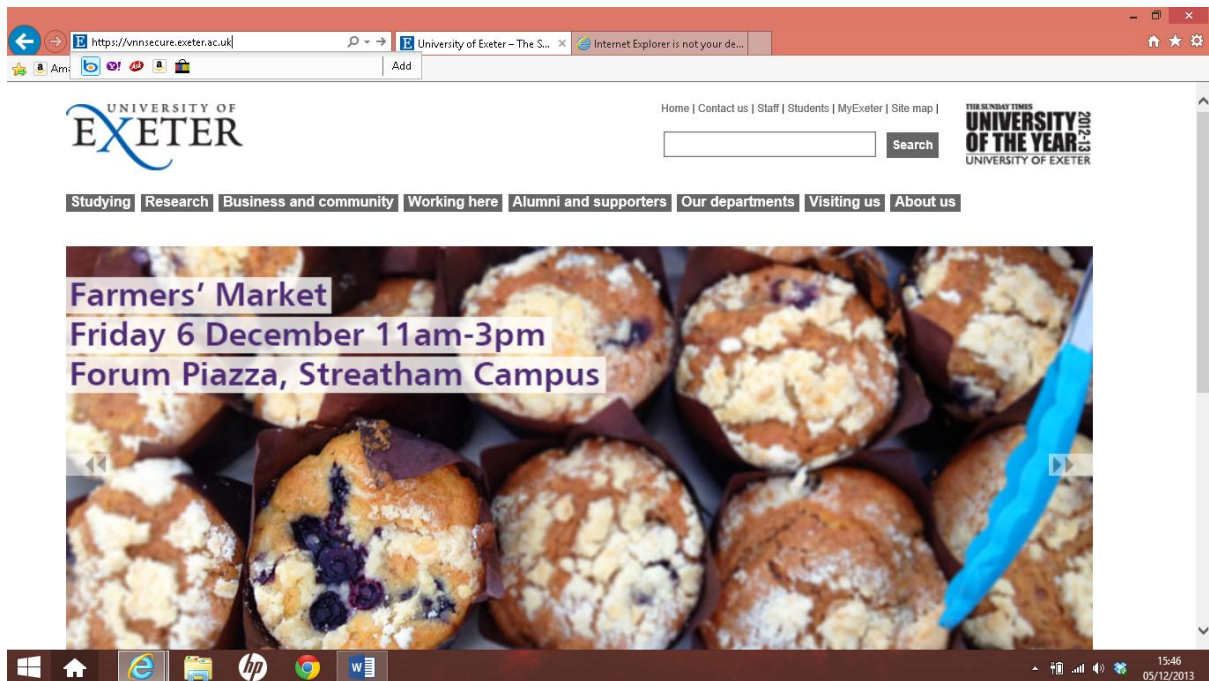 https://vnnsecure.exeter.ac.uk
University of Exeter – The S...
Internet Explorer is not your de...
Am
Add
UNIVERSITY OF
EXETER
Home | Contact us | Staff | Students | MyExeter | Site map |
Search
THE SUNDAY TIMES
UNIVERSITY
OF THE YEAR
2012-13
UNIVERSITY OF EXETER
Studying Research Business and community Working here Alumni and supporters Our departments Visiting us About us
Farmers' Market
Friday 6 December 11am-3pm
Forum Piazza, Streatham Campus
hp
15:46
05/12/2013